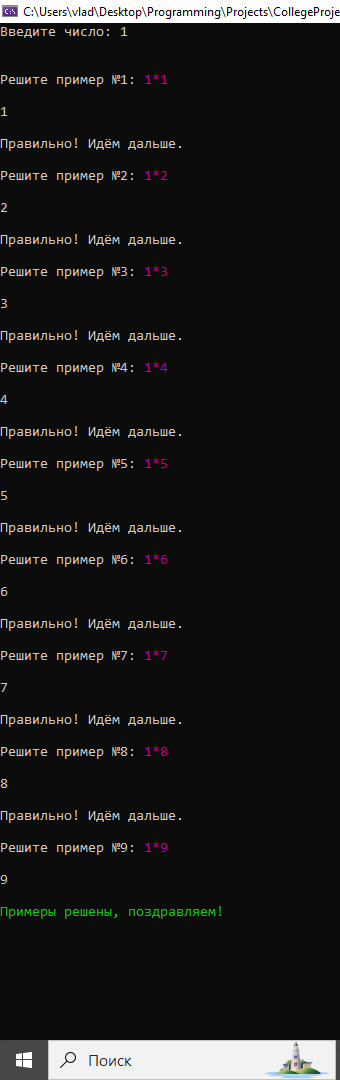 C:\Users\vlad\Desktop\Programming\Projects\CollegeProje
Введите число: 1
Решите пример №1: 1*1
1
Правильно! Идём дальше.
Решите пример №2: 1*2
2
Правильно! Идём дальше.
Решите пример №3: 1*3
3
Правильно! Идём дальше.
Решите пример №4: 1*4
4
Правильно! Идём дальше.
Решите пример №5: 1*5
5
Правильно! Идём дальше.
Решите пример №6: 1*6
6
Правильно! Идём дальше.
Решите пример №7: 1*7
7
Правильно! Идём дальше.
Решите пример №8: 1*8
8
Правильно! Идём дальше.
Решите пример №9: 1*9
9
Примеры решены, поздравляем!
Поиск